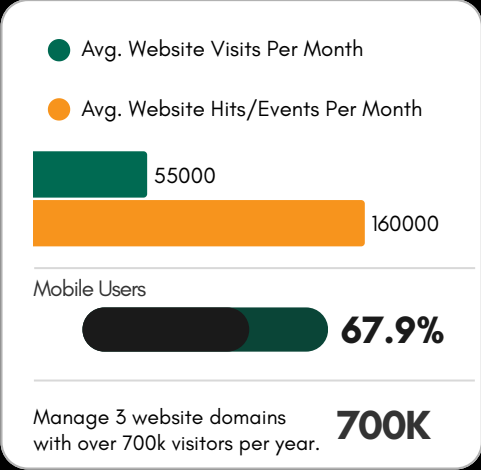 Avg. Website Visits Per Month
Avg. Website Hits/Events Per Month
55000
160000
Mobile Users
67.9%
Manage 3 website domains
with over 700k visitors per year.
700K